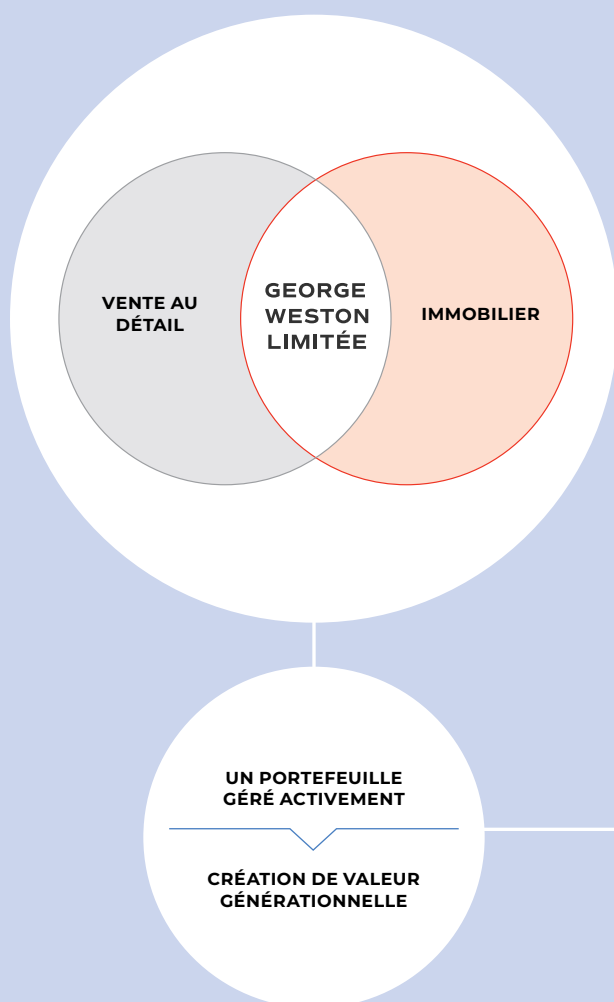 VENTE AU
DÉTAIL
GEORGE
WESTON
LIMITÉE
IMMOBILIER
UN PORTEFEUILLE
GÉRÉ ACTIVEMENT
CRÉATION DE VALEUR
GÉNÉRATIONNELLE